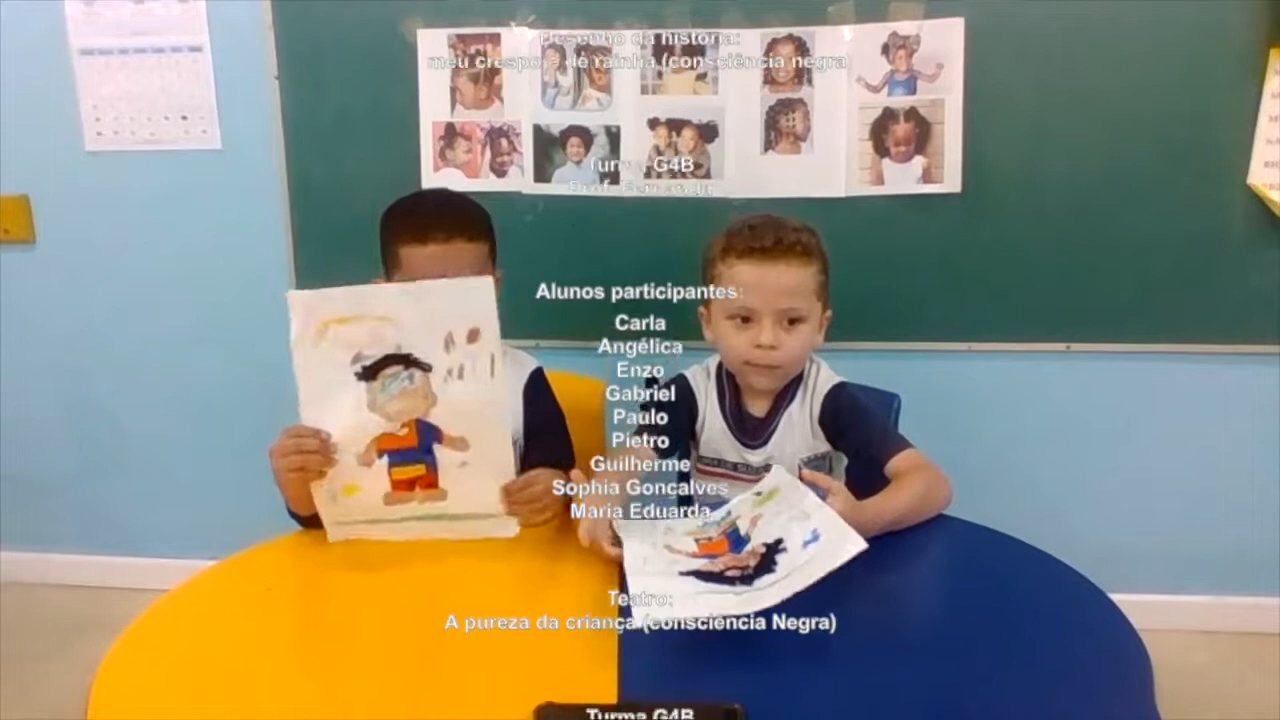 Desenho da história:
meu crespo é de rainha (consciência negra
Turma G4B
Alunos participantes:
Carla
Angélica
Enzo
Gabriel
Paulo
Pietro
Guilherme
Sophia Gonçalves
Maria Eduarda
Teatro:
A pureza da criança (consciência Negra)
Turma G4B